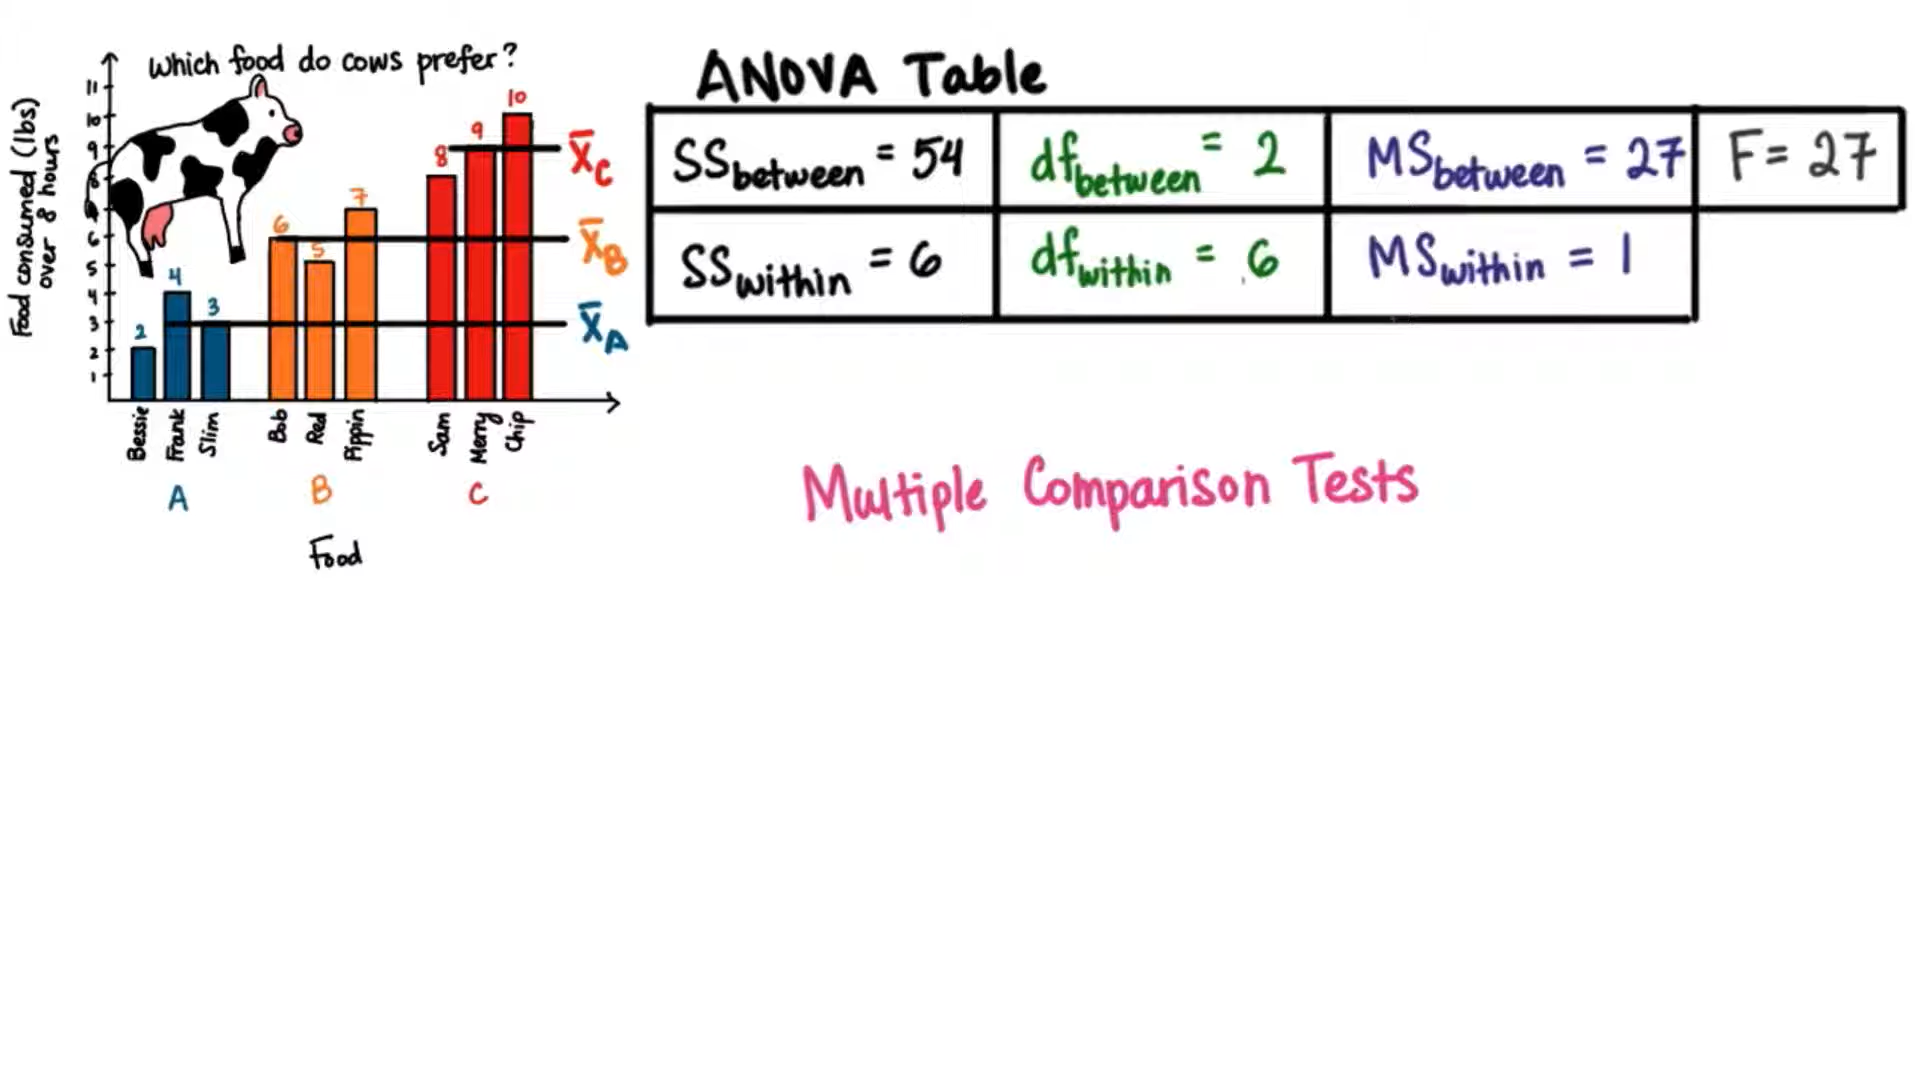 Which food do cows prefer?
Food consumed (lbs)
over 8 hours
11
10
9
8
6
5
4
3
2
1
2
4
3
6
5
7
8
9
10
X̄C
X̄B
X̄A
Bessie
Frank
Slim
Bob
Red
Pippin
Sam
Merry
Chip
A
B
C
Food
ANOVA Table
SSbetween = 54
dfbetween = 2
MSbetween = 27
F = 27
SSwithin = 6
dfwithin = 6
MSwithin = 1
Multiple Comparison Tests